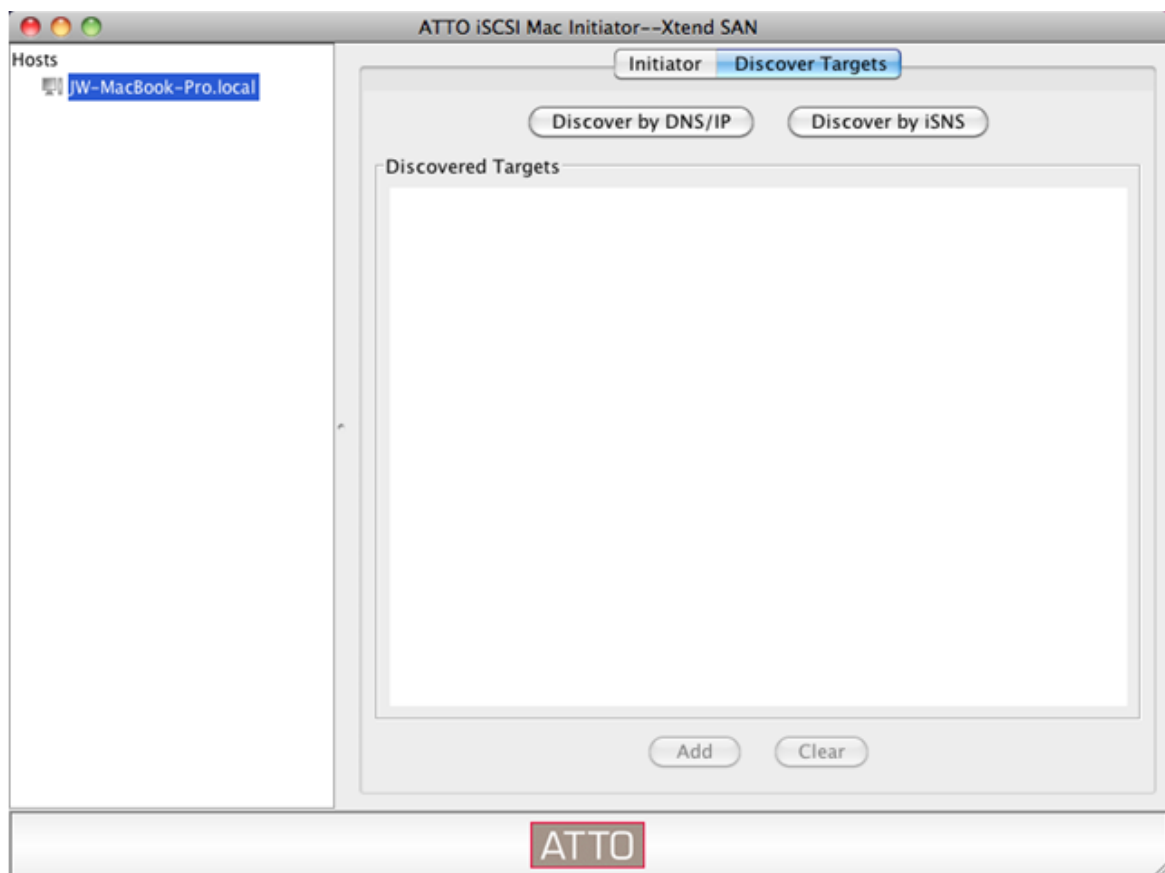 ATTO iSCSI Mac Initiator--Xtend SAN
Hosts
JW-MacBook-Pro.local
Initiator Discover Targets
Discover by DNS/IP Discover by iSNS
Discovered Targets
Add Clear
ATTO